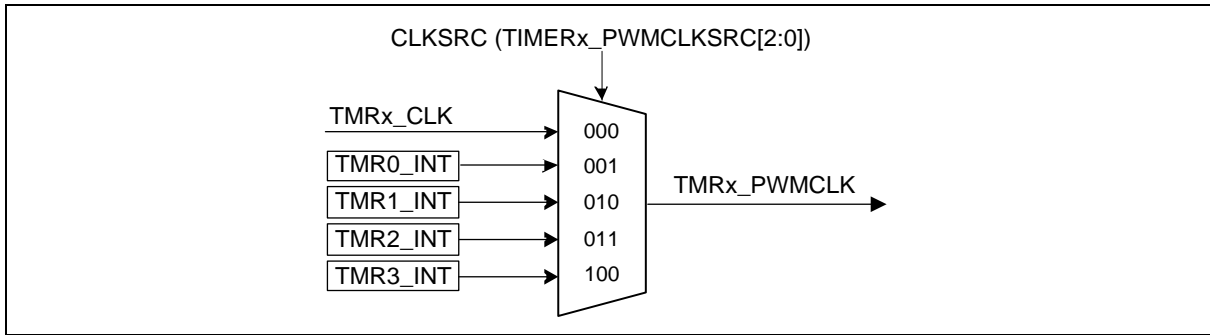 CLKSRC (TIMERx_PWMCLKSRC[2:0])
TMRx_CLK
000
TMR0_INT
001
TMR1_INT
010
TMRx_PWMCLK
TMR2_INT
011
TMR3_INT
100